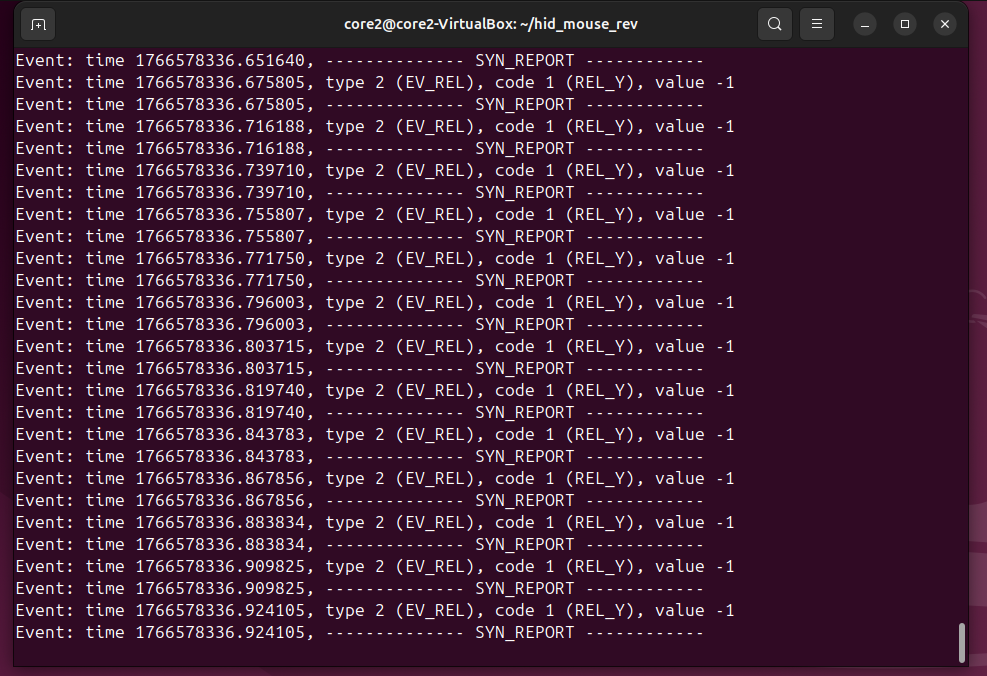 core2@core2-VirtualBox: ~/hid_mouse_rev
Event: time 1766578336.651640, -------------- SYN_REPORT ------------
Event: time 1766578336.675805, type 2 (EV_REL), code 1 (REL_Y), value -1
Event: time 1766578336.675805, -------------- SYN_REPORT ------------
Event: time 1766578336.716188, type 2 (EV_REL), code 1 (REL_Y), value -1
Event: time 1766578336.716188, -------------- SYN_REPORT ------------
Event: time 1766578336.739710, type 2 (EV_REL), code 1 (REL_Y), value -1
Event: time 1766578336.739710, -------------- SYN_REPORT ------------
Event: time 1766578336.755807, type 2 (EV_REL), code 1 (REL_Y), value -1
Event: time 1766578336.755807, -------------- SYN_REPORT ------------
Event: time 1766578336.771750, type 2 (EV_REL), code 1 (REL_Y), value -1
Event: time 1766578336.771750, -------------- SYN_REPORT ------------
Event: time 1766578336.796003, type 2 (EV_REL), code 1 (REL_Y), value -1
Event: time 1766578336.796003, -------------- SYN_REPORT ------------
Event: time 1766578336.803715, type 2 (EV_REL), code 1 (REL_Y), value -1
Event: time 1766578336.803715, -------------- SYN_REPORT ------------
Event: time 1766578336.819740, type 2 (EV_REL), code 1 (REL_Y), value -1
Event: time 1766578336.819740, -------------- SYN_REPORT ------------
Event: time 1766578336.843783, type 2 (EV_REL), code 1 (REL_Y), value -1
Event: time 1766578336.843783, -------------- SYN_REPORT ------------
Event: time 1766578336.867856, type 2 (EV_REL), code 1 (REL_Y), value -1
Event: time 1766578336.867856, -------------- SYN_REPORT ------------
Event: time 1766578336.883834, type 2 (EV_REL), code 1 (REL_Y), value -1
Event: time 1766578336.883834, -------------- SYN_REPORT ------------
Event: time 1766578336.909825, type 2 (EV_REL), code 1 (REL_Y), value -1
Event: time 1766578336.909825, -------------- SYN_REPORT ------------
Event: time 1766578336.924105, type 2 (EV_REL), code 1 (REL_Y), value -1
Event: time 1766578336.924105, -------------- SYN_REPORT ------------